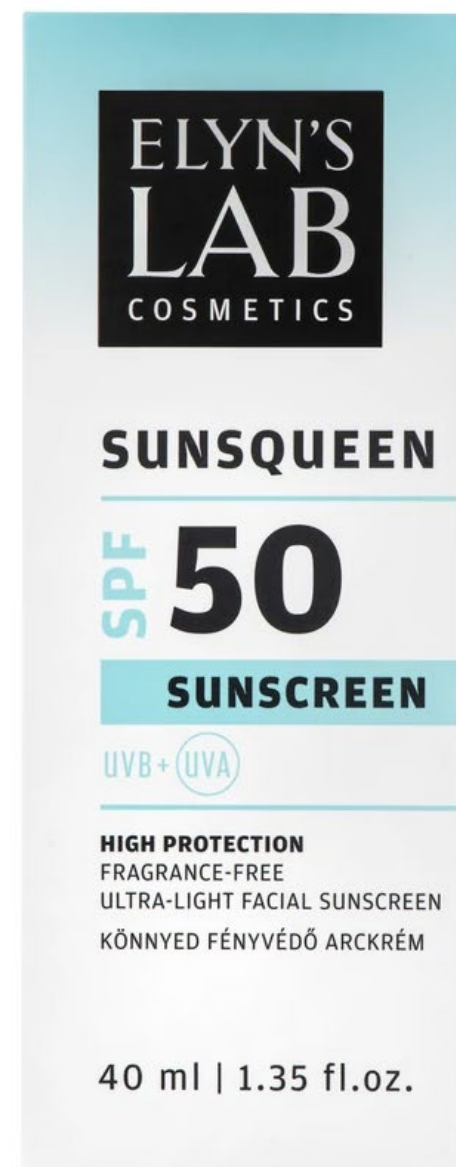 ELYN'S
LAB
COSMETICS
SUNSQUEEN
SPF 50
SUNSCREEN
UVB + UVA
HIGH PROTECTION
FRAGRANCE-FREE
ULTRA-LIGHT FACIAL SUNSCREEN
KÖNNYED FÉNYVÉDŐ ARCKRÉM
40 ml | 1.35 fl.oz.